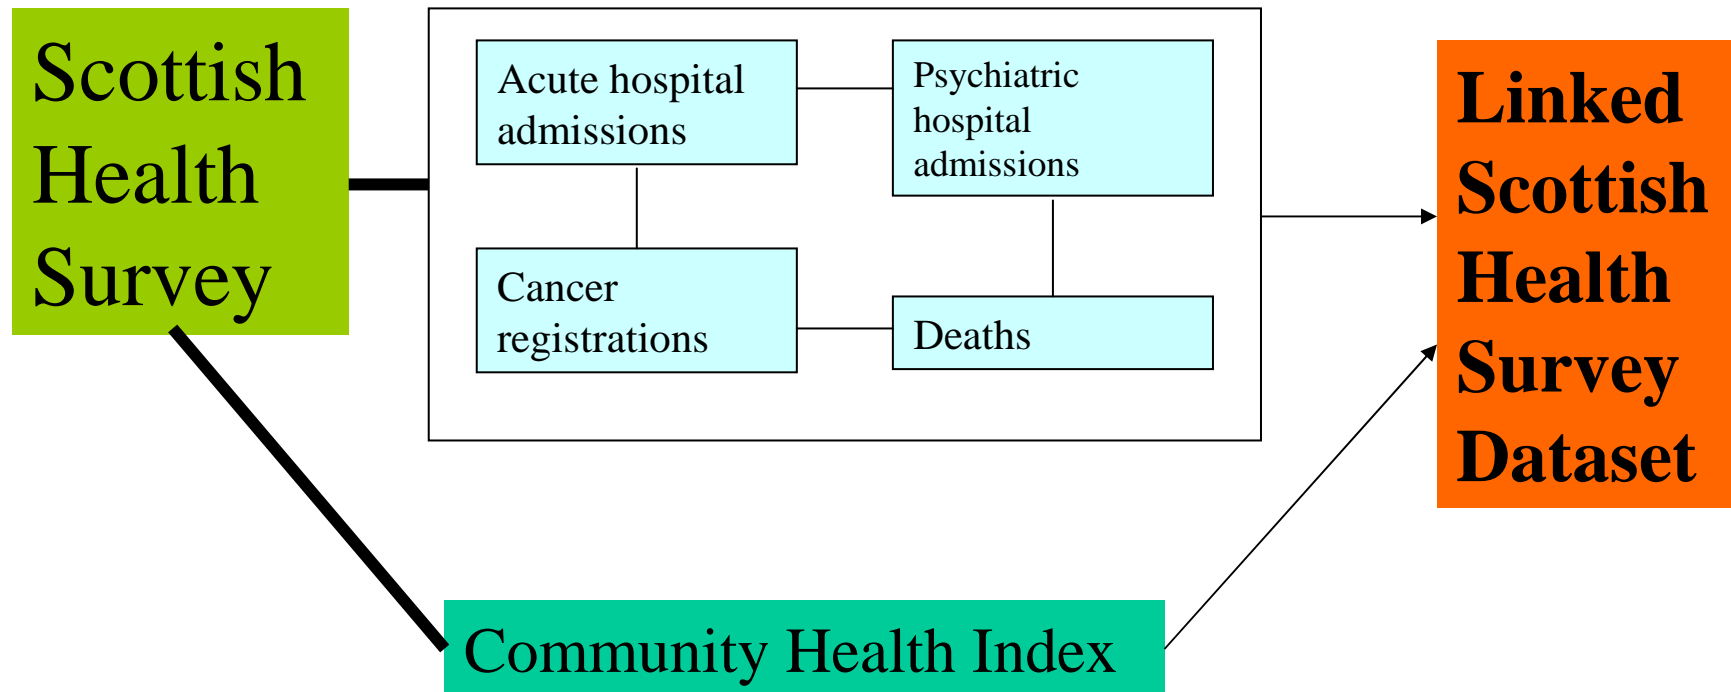 Scottish
Health
Survey
Acute hospital
admissions
Psychiatric
hospital
admissions
Cancer
registrations
Deaths
Linked
Scottish
Health
Survey
Dataset
Community Health Index